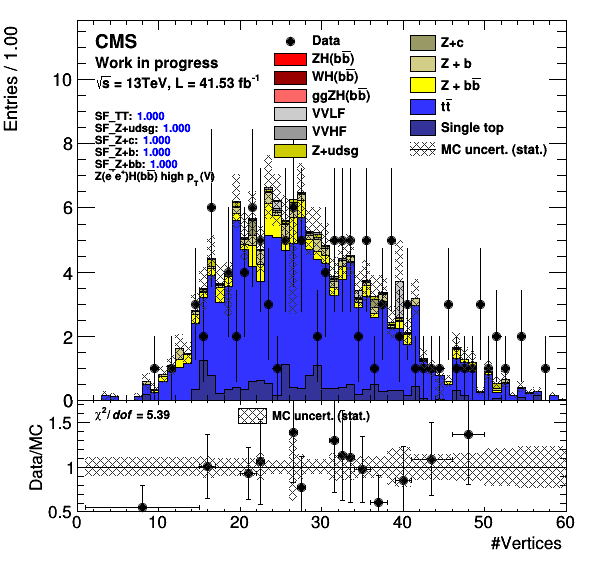 CMS
Work in progress
√s = 13TeV, L = 41.53 fb⁻¹
SF_TT: 1.000
SF_Z+udsg: 1.000
SF_Z+c: 1.000
SF_Z+b: 1.000
SF_Z+bb: 1.000
Z(e⁻e⁺)H(bb̅) high p_T(V)
Data
ZH(bb̅)
WH(bb̅)
ggZH(bb̅)
VVLF
VVHF
Z+udsg
Z+c
Z + b
Z + bb̅
tt̅
Single top
MC uncert. (stat.)
Entries / 1.00
10
8
6
4
2
0
χ²/dof = 5.39
MC uncert. (stat.)
Data/MC
1.5
1
0.5
0 10 20 30 40 50 60
#Vertices